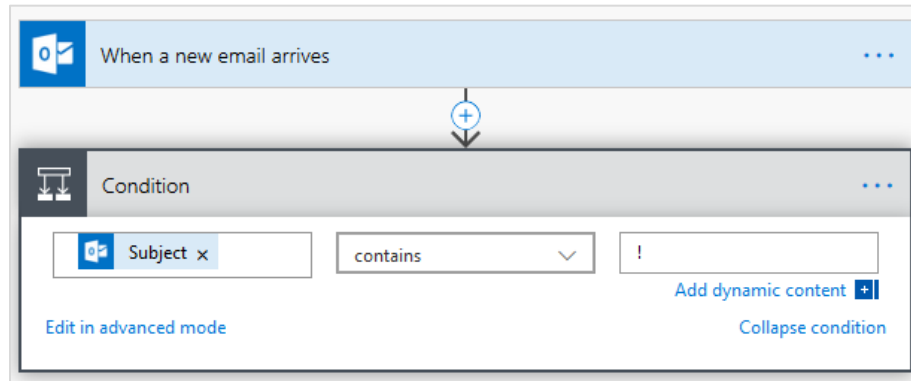 When a new email arrives
Condition
Subject x contains !
Add dynamic content
Edit in advanced mode Collapse condition